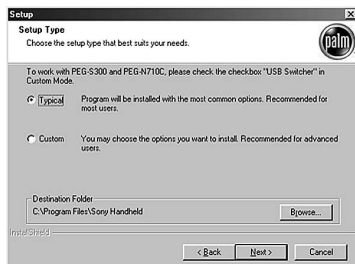 Setup
Setup Type
Choose the setup type that best suits your needs.
palm
To work with PEG-S300 and PEG-N710C, please check the checkbox "USB Switcher" in
Custom Mode.
Typical Program will be installed with the most common options. Recommended for
most users.
Custom You may choose the options you want to install. Recommended for advanced
users.
Destination Folder
C:\Program Files\Sony Handheld
Browse...
InstallShield
< Back Next > Cancel